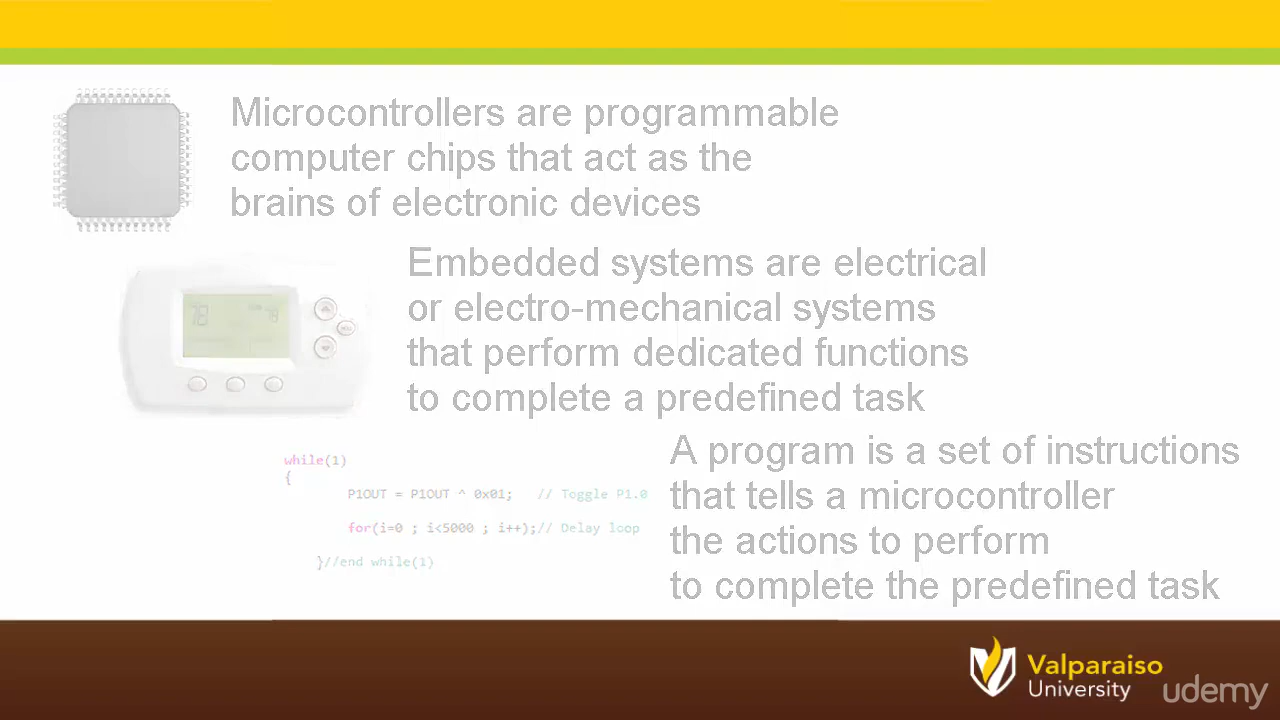 Microcontrollers are programmable
computer chips that act as the
brains of electronic devices
Embedded systems are electrical
or electro-mechanical systems
that perform dedicated functions
to complete a predefined task
78
78
A program is a set of instructions
that tells a microcontroller
the actions to perform
to complete the predefined task
while(1)
{
P1OUT = P1OUT ^ 0x01; // Toggle P1.0
for(i=0 ; i<5000 ; i++);// Delay loop
}//end while(1)
Valparaiso
University
udemy